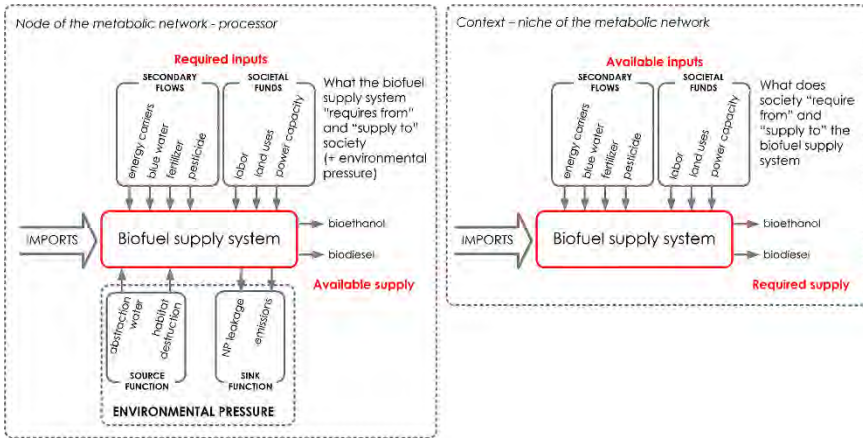 Node of the metabolic network - processor
Required inputs
SECONDARY
FLOWS
energy carriers
blue water
fertilizer
pesticide
SOCIETAL
FUNDS
labor
land uses
power capacity
What the biofuel
supply system
"requires from"
and "supply to"
society
(+ environmental
pressure)
IMPORTS
Biofuel supply system
bioethanol
biodiesel
Available supply
abstraction
water
habitat
destruction
SOURCE
FUNCTION
NP leakage
emissions
SINK
FUNCTION
ENVIRONMENTAL PRESSURE
Context – niche of the metabolic network
Available inputs
SECONDARY
FLOWS
energy carriers
blue water
fertilizer
pesticide
SOCIETAL
FUNDS
labor
land uses
power capacity
What does
society "require
from" and
"supply to" the
biofuel supply
system
IMPORTS
Biofuel supply system
bioethanol
biodiesel
Required supply